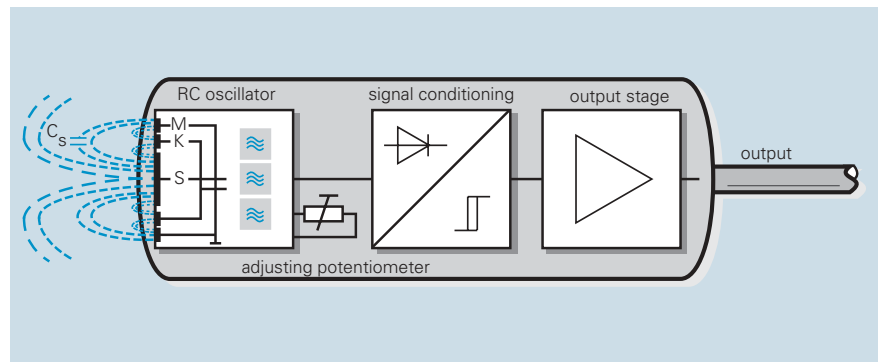 RC oscillator
signal conditioning
output stage
output
M
Cs
K
S
adjusting potentiometer